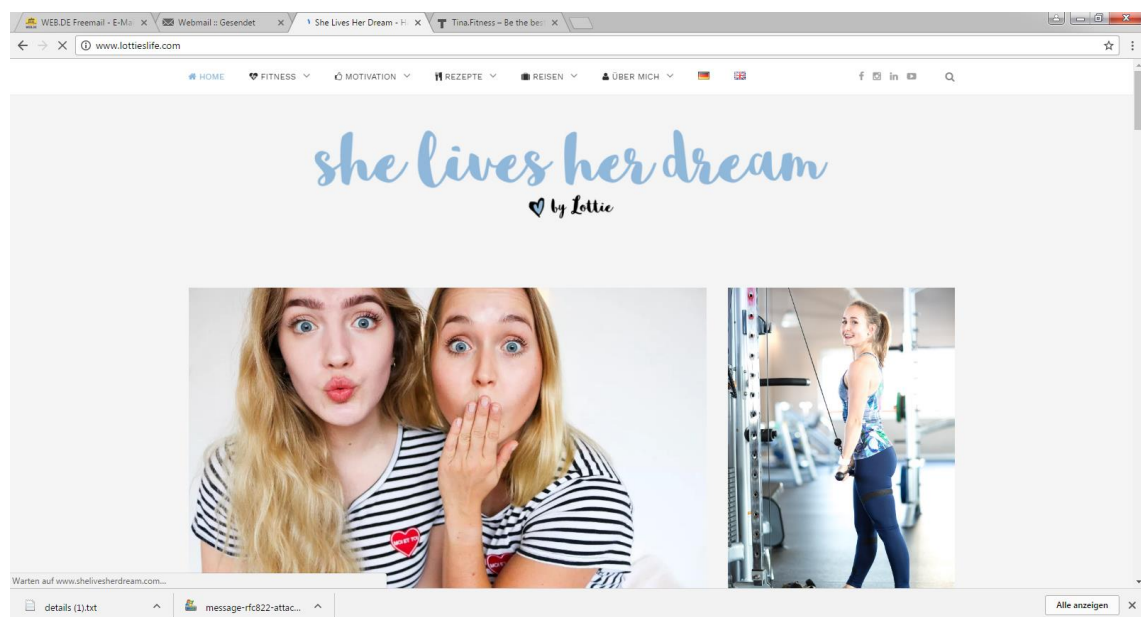 WEB.DE Freemail - E-Ma
Webmail :: Gesendet
She Lives Her Dream - H
Tina.Fitness – Be the bes
www.lottieslife.com
HOME FITNESS MOTIVATION REZEPTE REISEN ÜBER MICH
she lives her dream
by Lottie
Warten auf www.shelivesherdream.com...
details (1).txt
message-rfc822-attac...
Alle anzeigen